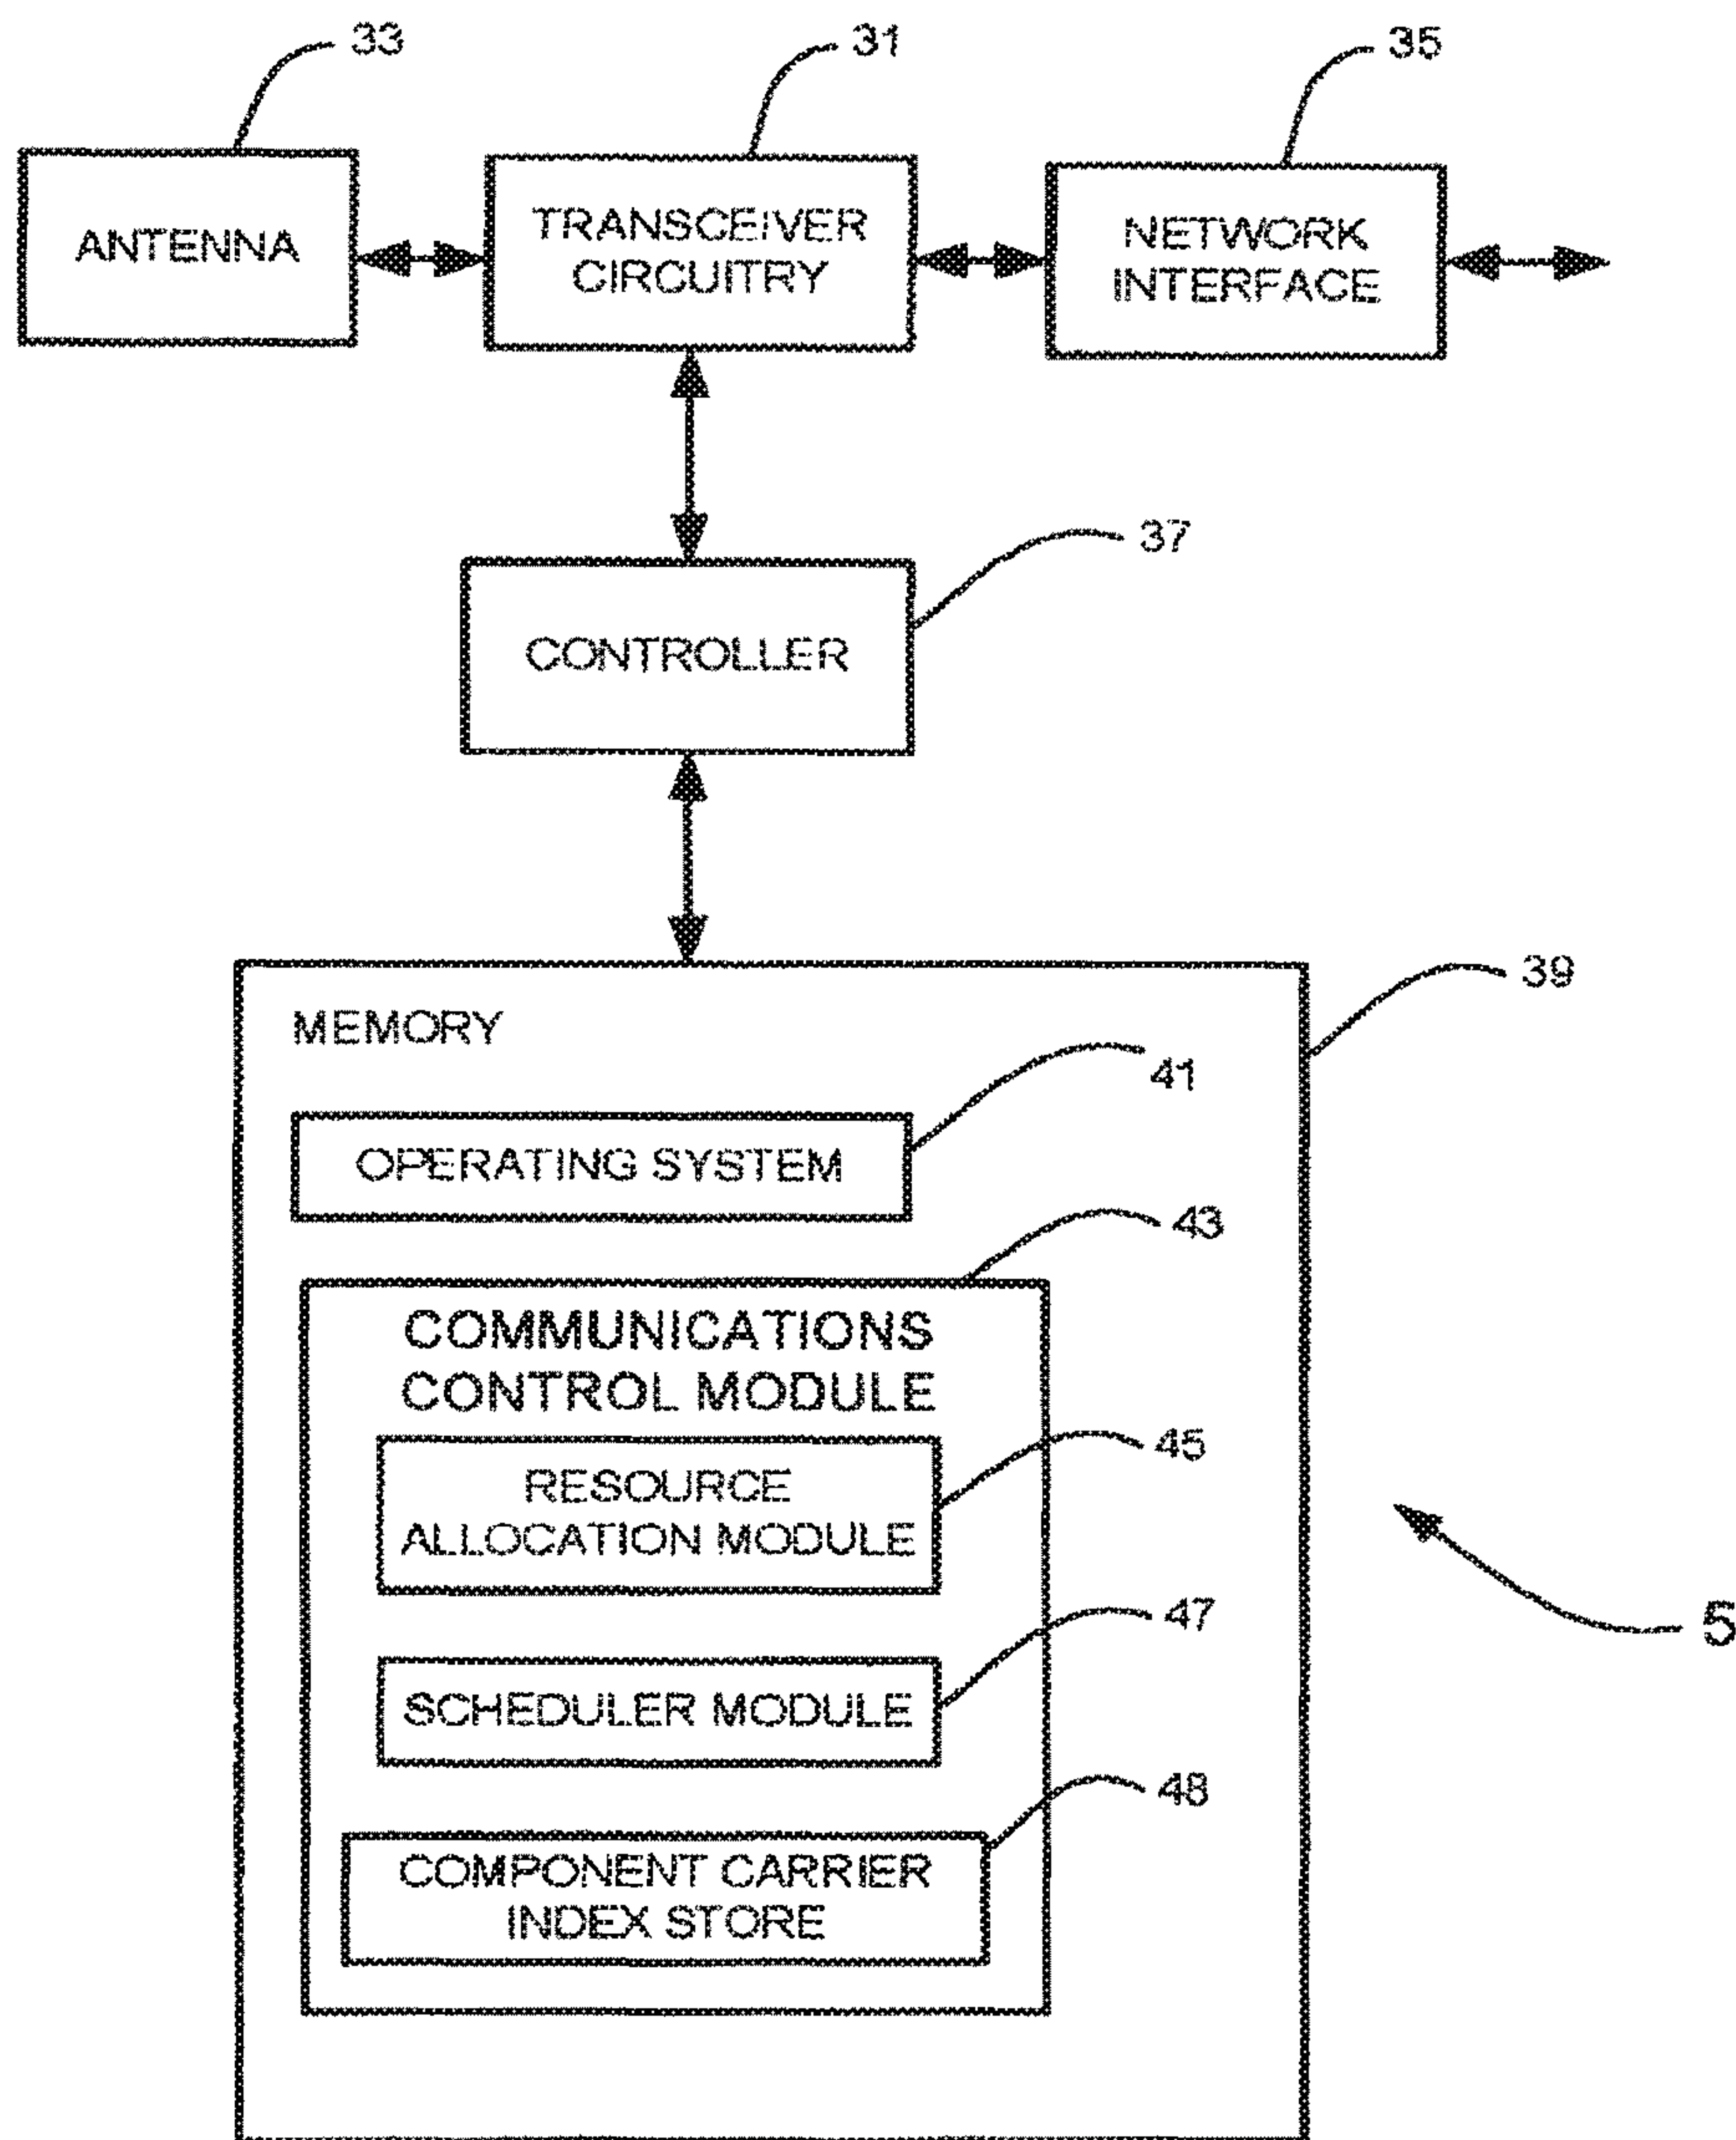 33
31
35
ANTENNA
TRANSCEIVER
CIRCUITRY
NETWORK
INTERFACE
37
CONTROLLER
39
MEMORY
41
OPERATING SYSTEM
43
COMMUNICATIONS
CONTROL MODULE
45
RESOURCE
ALLOCATION MODULE
47
5
SCHEDULER MODULE
48
COMPONENT CARRIER
INDEX STORE